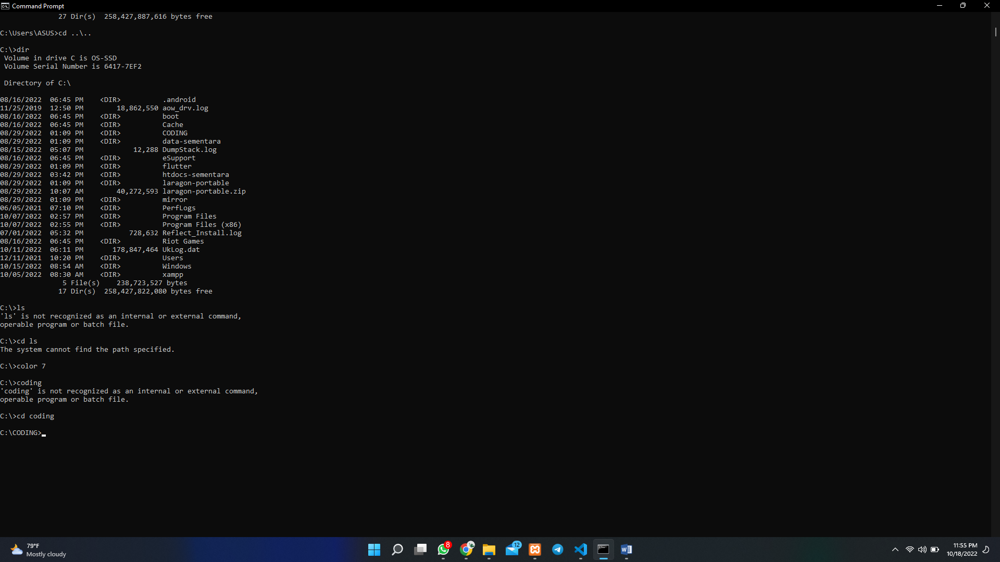 Command Prompt
27 Dir(s)  258,427,887,616 bytes free
C:\Users\ASUS>cd ..\..
C:\>dir
Volume in drive C is OS-SSD
Volume Serial Number is 6417-7EF2
Directory of C:\
08/16/2022  06:45 PM    <DIR>          .android
11/25/2019  12:50 PM        18,862,550 aow_drv.log
08/16/2022  06:45 PM    <DIR>          boot
08/16/2022  06:45 PM    <DIR>          Cache
08/29/2022  01:09 PM    <DIR>          CODING
08/29/2022  01:09 PM    <DIR>          data-sementara
08/15/2022  05:07 PM            12,288 DumpStack.log
08/16/2022  06:45 PM    <DIR>          eSupport
08/29/2022  01:09 PM    <DIR>          flutter
08/29/2022  03:42 PM    <DIR>          htdocs-sementara
08/29/2022  01:09 PM    <DIR>          laragon-portable
08/29/2022  10:07 AM        40,272,593 laragon-portable.zip
08/29/2022  01:09 PM    <DIR>          mirror
06/05/2021  07:10 PM    <DIR>          PerfLogs
10/07/2022  02:57 PM    <DIR>          Program Files
10/07/2022  02:55 PM    <DIR>          Program Files (x86)
07/01/2022  05:32 PM           728,632 Reflect_Install.log
08/16/2022  06:45 PM    <DIR>          Riot Games
10/11/2022  06:11 PM       178,847,464 UkLog.dat
12/11/2021  10:20 PM    <DIR>          Users
10/15/2022  08:54 AM    <DIR>          Windows
10/05/2022  08:30 AM    <DIR>          xampp
5 File(s)    238,723,527 bytes
17 Dir(s)  258,427,822,080 bytes free
C:\>ls
'ls' is not recognized as an internal or external command,
operable program or batch file.
C:\>cd ls
The system cannot find the path specified.
C:\>color 7
C:\>coding
'coding' is not recognized as an internal or external command,
operable program or batch file.
C:\>cd coding
C:\CODING>
79°F
Mostly cloudy
8
12
11:55 PM
10/18/2022